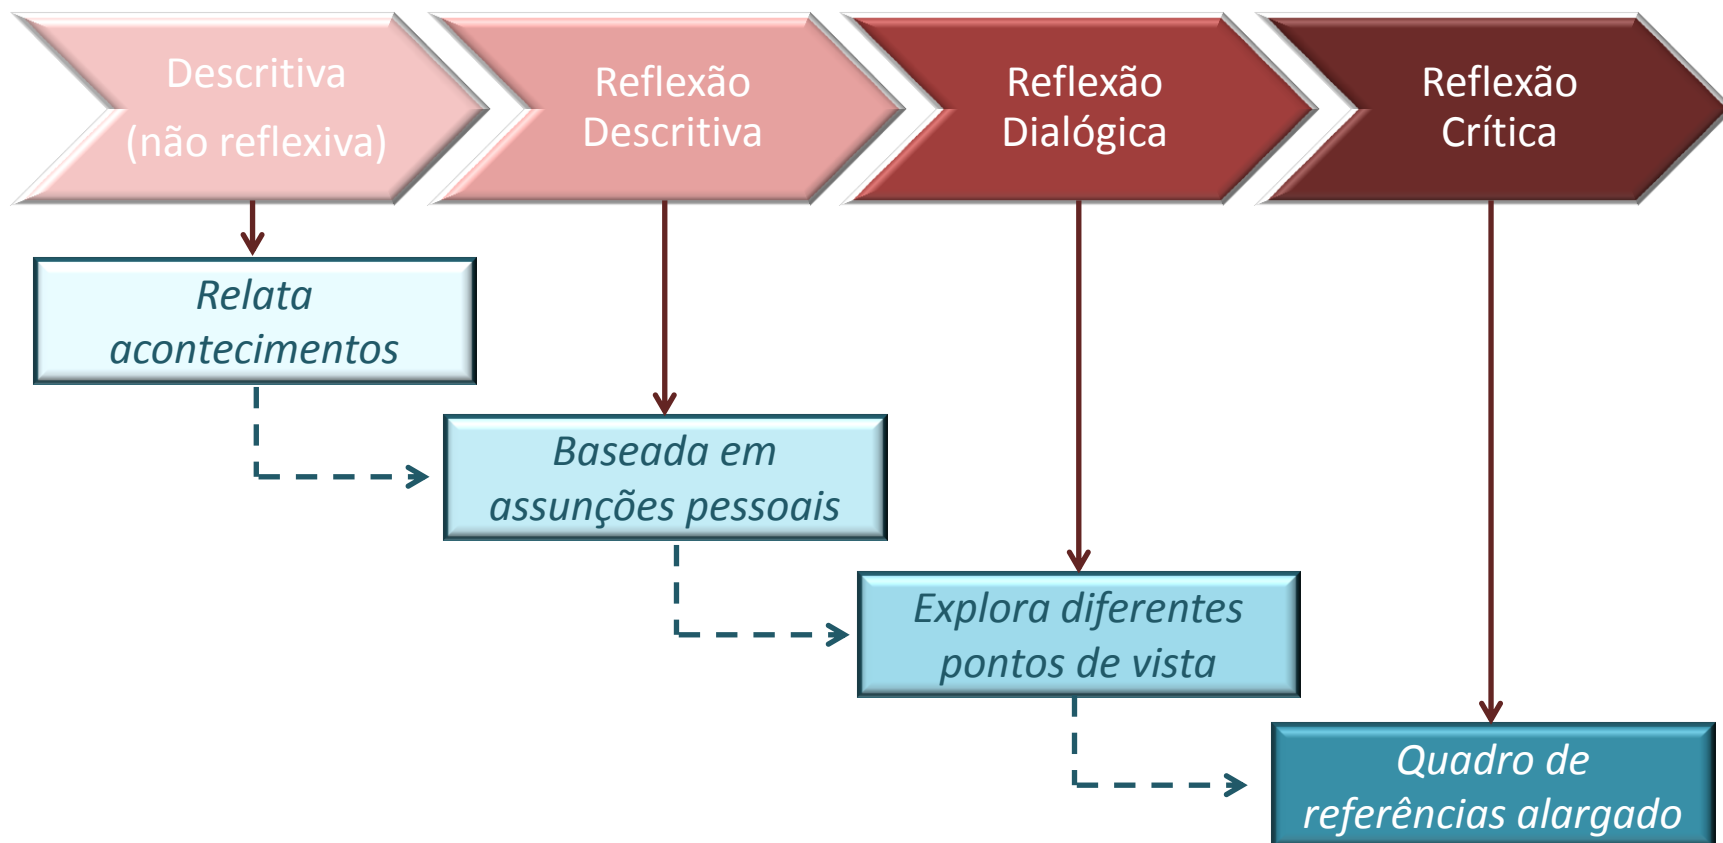 Descritiva
(não reflexiva)
Reflexão
Descritiva
Reflexão
Dialógica
Reflexão
Crítica
Relata
acontecimentos
Baseada em
assunções pessoais
Explora diferentes
pontos de vista
Quadro de
referências alargado